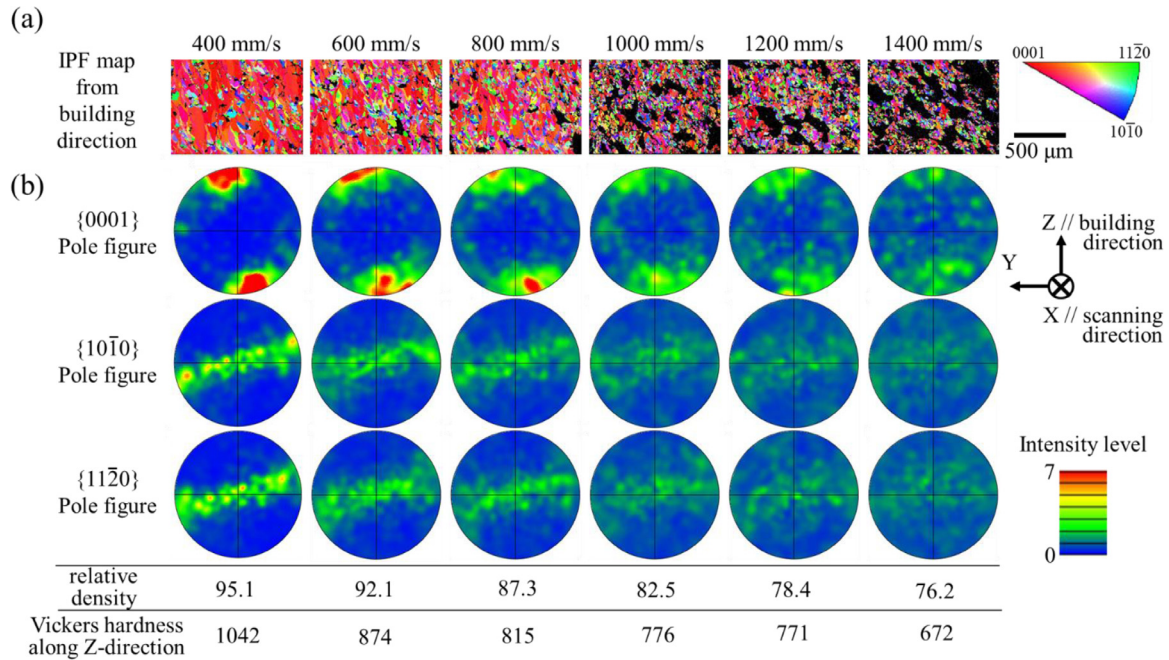 (a)
400 mm/s 600 mm/s 800 mm/s 1000 mm/s 1200 mm/s 1400 mm/s
IPF map
from
building
direction
0001 112̅0
101̅0
500 μm
(b)
{0001}
Pole figure
Z // building
direction
Y
X // scanning
direction
{101̅0}
Pole figure
{112̅0}
Pole figure
Intensity level
7
0
relative
density
95.1 92.1 87.3 82.5 78.4 76.2
Vickers hardness
along Z-direction
1042 874 815 776 771 672